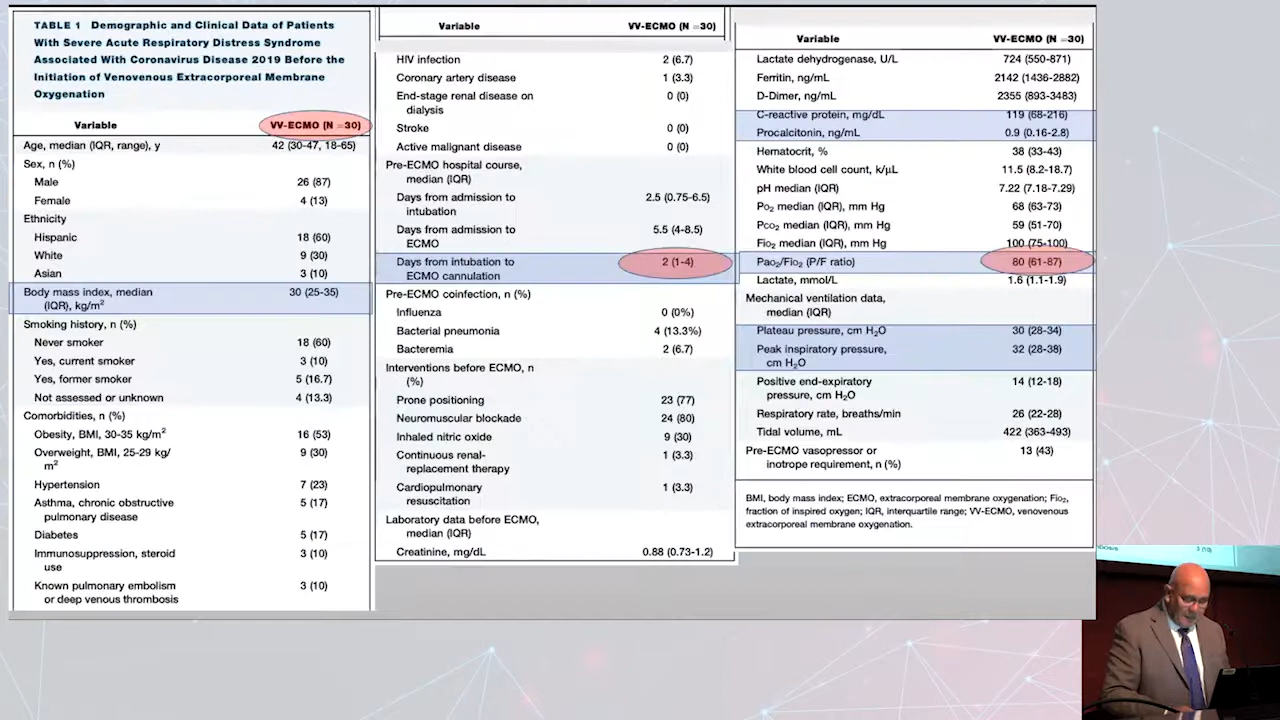 TABLE 1 Demographic and Clinical Data of Patients
With Severe Acute Respiratory Distress Syndrome
Associated With Coronavirus Disease 2019 Before the
Initiation of Venovenous Extracorporeal Membrane
Oxygenation
Variable VV-ECMO (N =30)
Age, median (IQR, range), y 42 (30-47, 18-65)
Sex, n (%)
Male 26 (87)
Female 4 (13)
Ethnicity
Hispanic 18 (60)
White 9 (30)
Asian 3 (10)
Body mass index, median 30 (25-35)
(IQR), kg/m²
Smoking history, n (%)
Never smoker 18 (60)
Yes, current smoker 3 (10)
Yes, former smoker 5 (16.7)
Not assessed or unknown 4 (13.3)
Comorbidities, n (%)
Obesity, BMI, 30-35 kg/m² 16 (53)
Overweight, BMI, 25-29 kg/ 9 (30)
m²
Hypertension 7 (23)
Asthma, chronic obstructive 5 (17)
pulmonary disease
Diabetes 5 (17)
Immunosuppression, steroid 3 (10)
use
Known pulmonary embolism 3 (10)
or deep venous thrombosis
Variable VV-ECMO (N =30)
HIV infection 2 (6.7)
Coronary artery disease 1 (3.3)
End-stage renal disease on 0 (0)
dialysis
Stroke 0 (0)
Active malignant disease 0 (0)
Pre-ECMO hospital course,
median (IQR)
Days from admission to 2.5 (0.75-6.5)
intubation
Days from admission to 5.5 (4-8.5)
ECMO
Days from intubation to 2 (1-4)
ECMO cannulation
Pre-ECMO coinfection, n (%)
Influenza 0 (0%)
Bacterial pneumonia 4 (13.3%)
Bacteremia 2 (6.7)
Interventions before ECMO, n
(%)
Prone positioning 23 (77)
Neuromuscular blockade 24 (80)
Inhaled nitric oxide 9 (30)
Continuous renal- 1 (3.3)
replacement therapy
Cardiopulmonary 1 (3.3)
resuscitation
Laboratory data before ECMO,
median (IQR)
Creatinine, mg/dL 0.88 (0.73-1.2)
Variable VV-ECMO (N =30)
Lactate dehydrogenase, U/L 724 (550-871)
Ferritin, ng/mL 2142 (1436-2882)
D-Dimer, ng/mL 2355 (893-3483)
C-reactive protein, mg/dL 119 (68-216)
Procalcitonin, ng/mL 0.9 (0.16-2.8)
Hematocrit, % 38 (33-43)
White blood cell count, k/μL 11.5 (8.2-18.7)
pH median (IQR) 7.22 (7.18-7.29)
Po₂ median (IQR), mm Hg 68 (63-73)
Pco₂ median (IQR), mm Hg 59 (51-70)
Fio₂ median (IQR), mm Hg 100 (75-100)
Pao₂/Fio₂ (P/F ratio) 80 (61-87)
Lactate, mmol/L 1.6 (1.1-1.9)
Mechanical ventilation data,
median (IQR)
Plateau pressure, cm H₂O 30 (28-34)
Peak inspiratory pressure, 32 (28-38)
cm H₂O
Positive end-expiratory 14 (12-18)
pressure, cm H₂O
Respiratory rate, breaths/min 26 (22-28)
Tidal volume, mL 422 (363-493)
Pre-ECMO vasopressor or 13 (43)
inotrope requirement, n (%)
BMI, body mass index; ECMO, extracorporeal membrane oxygenation; Fio₂,
fraction of inspired oxygen; IQR, interquartile range; VV-ECMO, venovenous
extracorporeal membrane oxygenation.